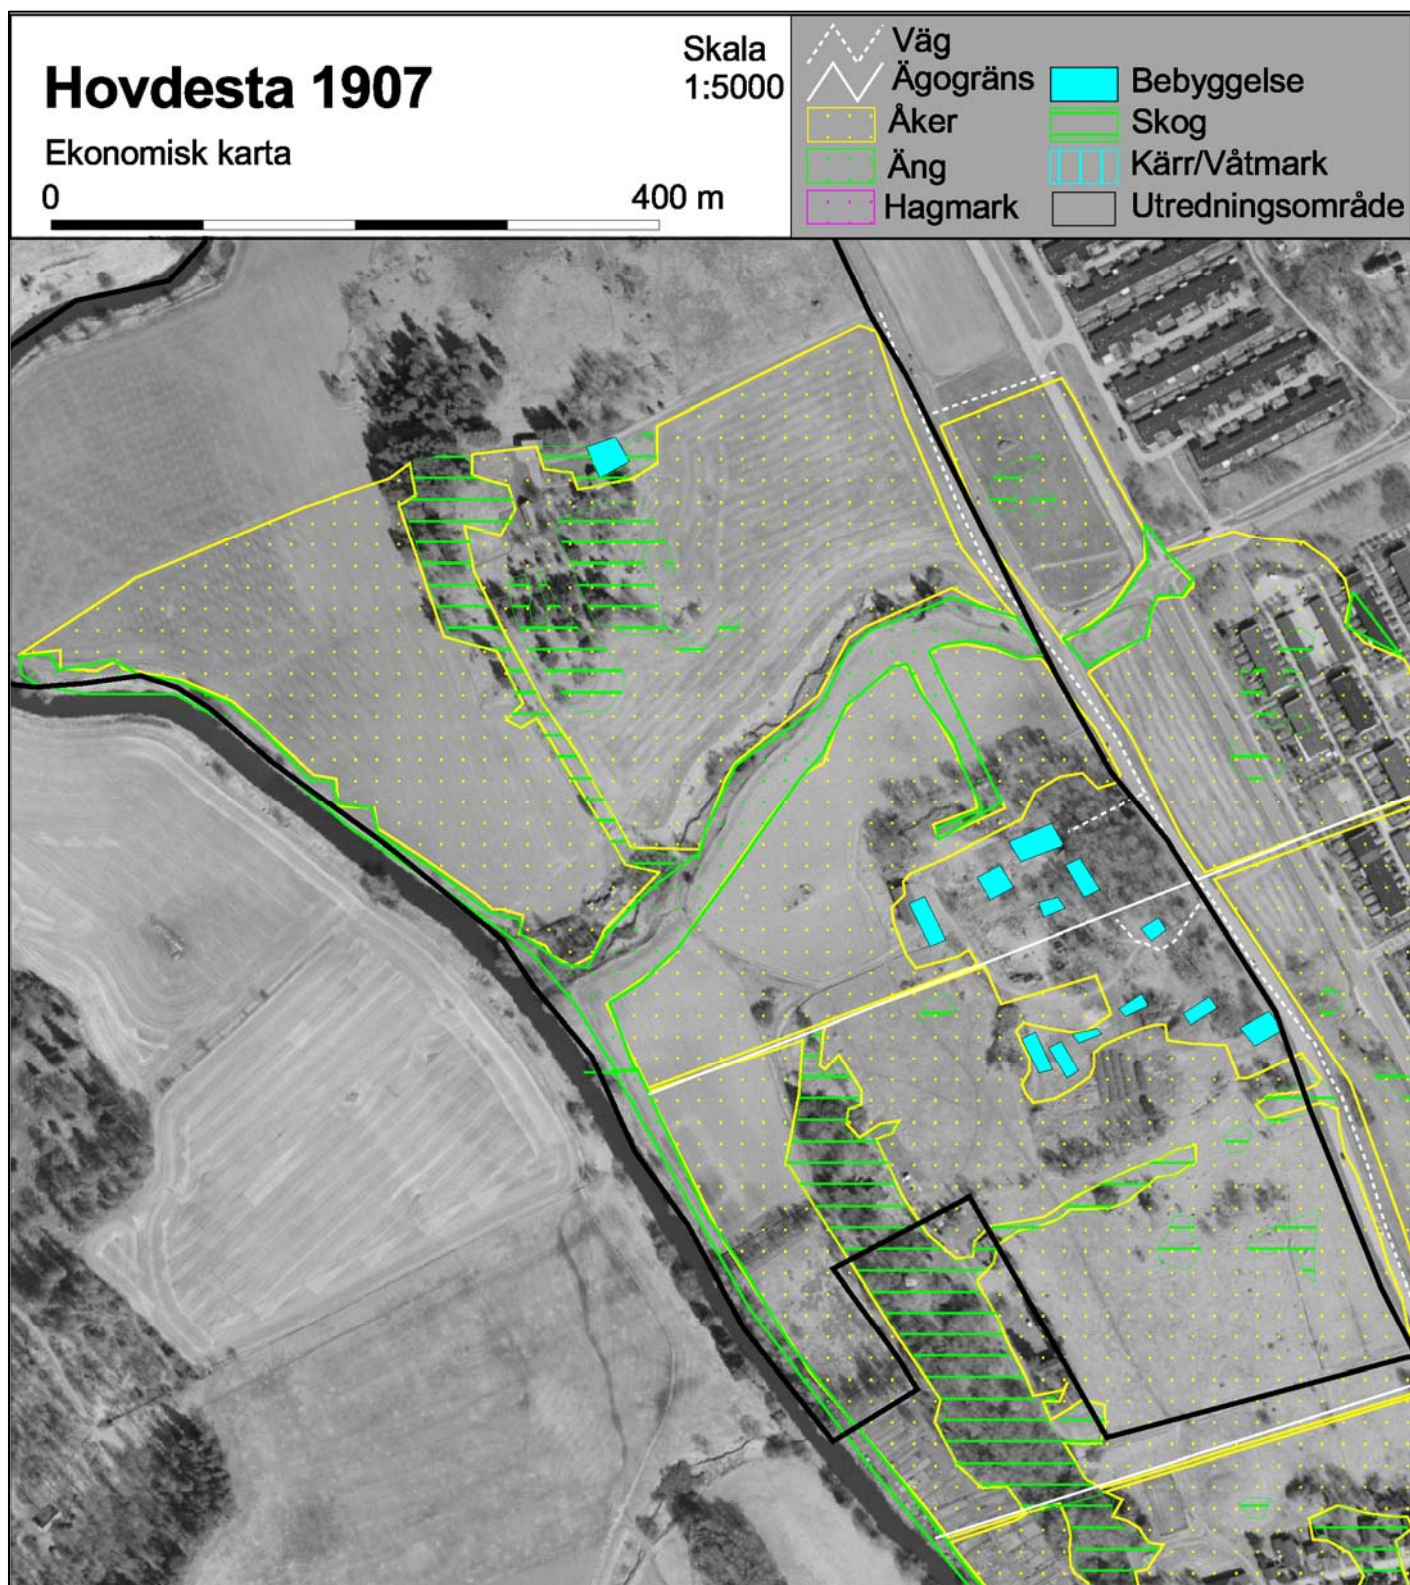 Hovdesta 1907
Ekonomisk karta
Skala
1:5000
0 400 m
Väg
Ägogräns
Åker
Äng
Hagmark
Bebyggelse
Skog
Kärr/Våtmark
Utredningsområde